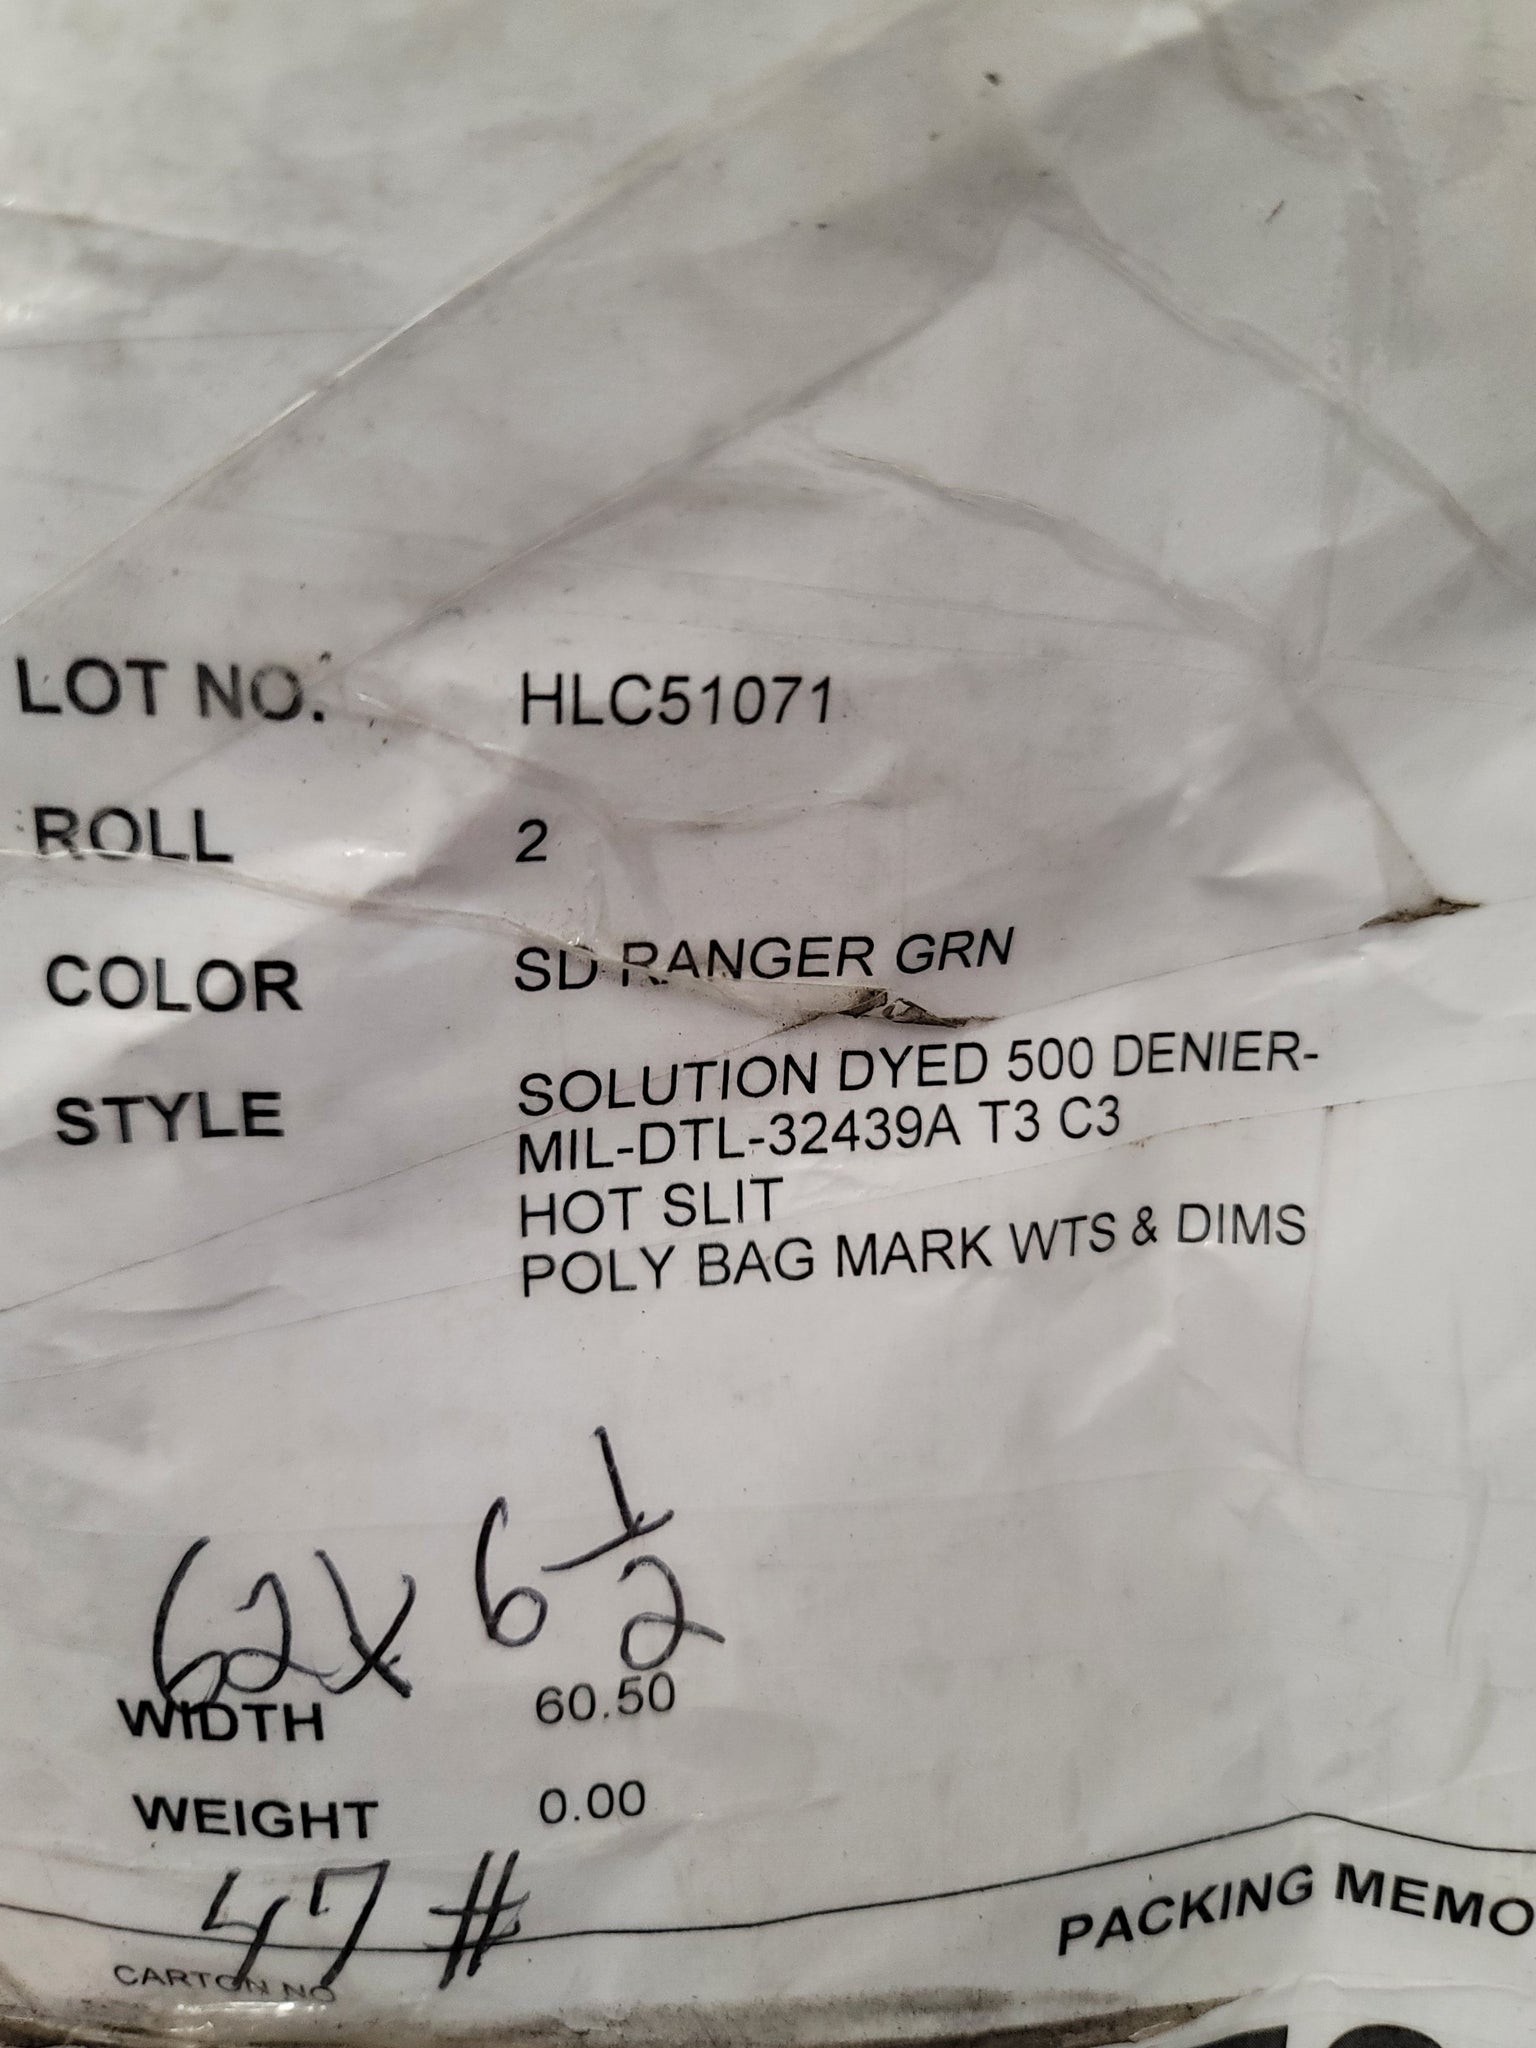 LOT NO. HLC51071
ROLL 2
COLOR SD RANGER GRN
STYLE SOLUTION DYED 500 DENIER-
MIL-DTL-32439A T3 C3
HOT SLIT
POLY BAG MARK WTS & DIMS
62x 6 1/2
WIDTH 60.50
WEIGHT 0.00
47 #
PACKING MEMO
CARTON NO